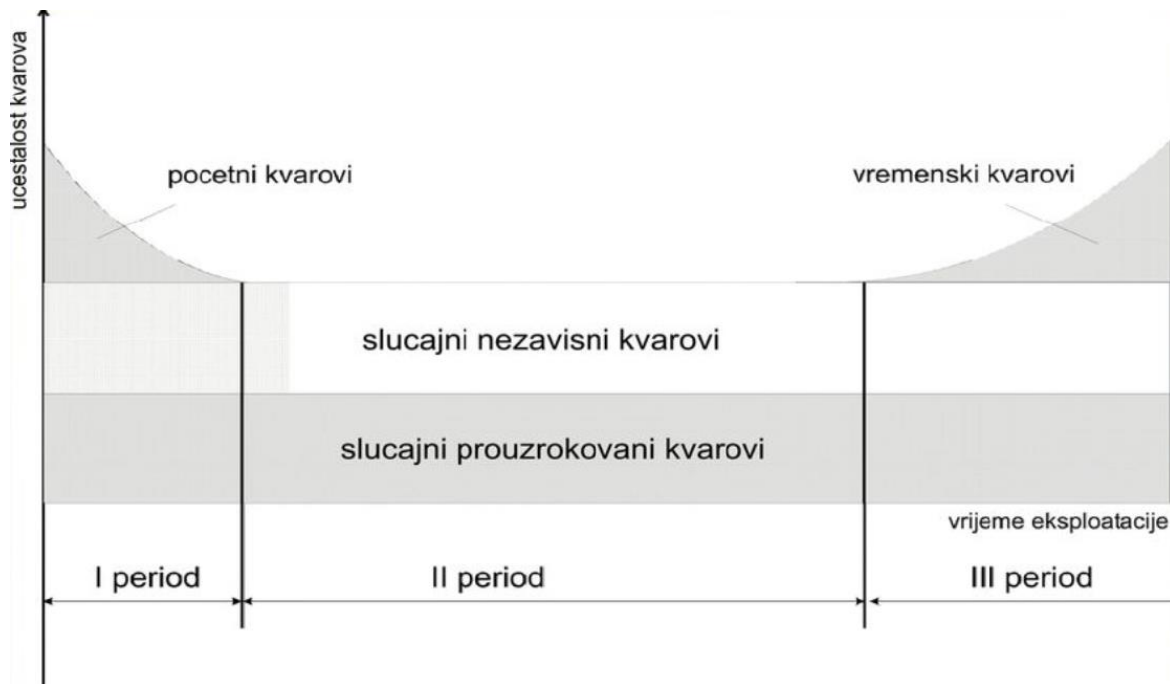 ucestalost kvarova
pocetni kvarovi
vremenski kvarovi
slucajni nezavisni kvarovi
slucajni prouzrokovani kvarovi
vrijeme eksploatacije
I period
II period
III period